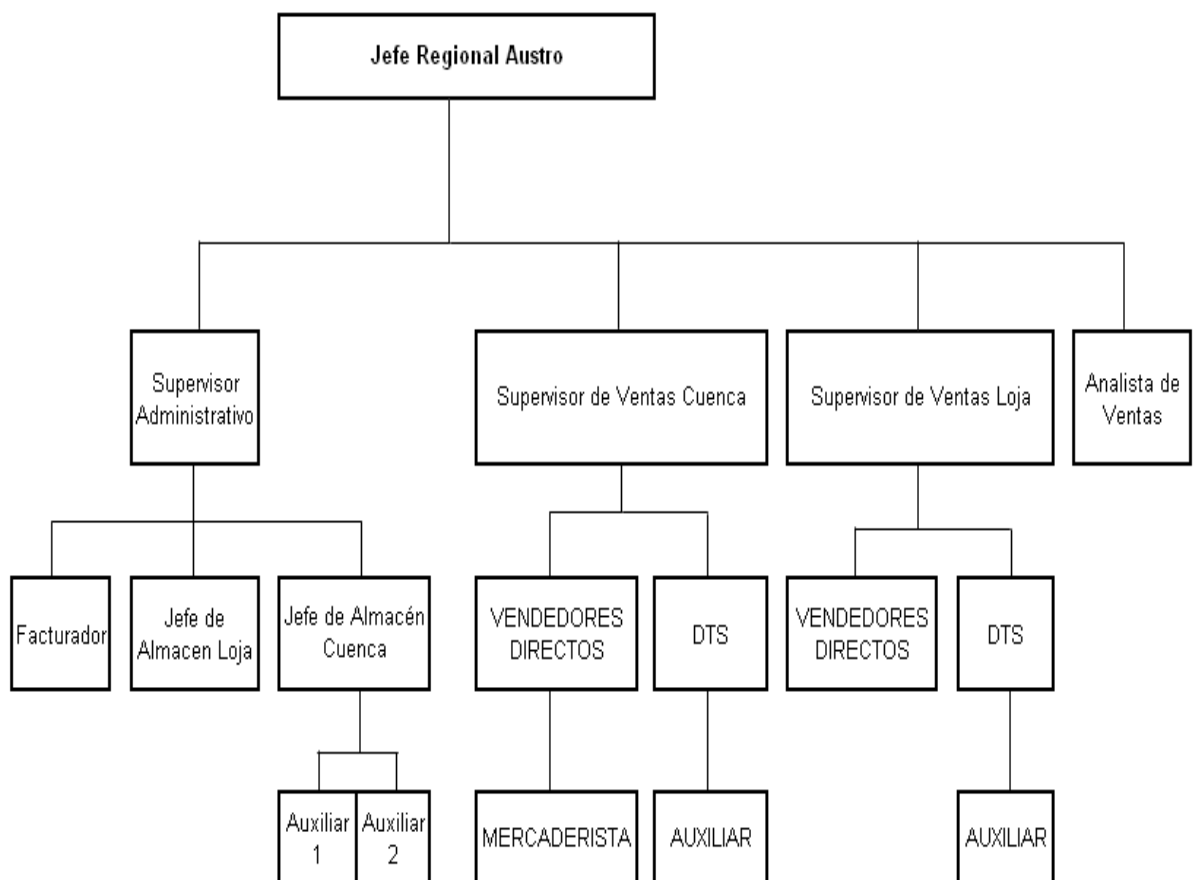 Jefe Regional Austro
Supervisor
Administrativo
Supervisor de Ventas Cuenca
Supervisor de Ventas Loja
Analista de
Ventas
Facturador
Jefe de
Almacen Loja
Jefe de Almacén
Cuenca
VENDEDORES
DIRECTOS
DTS
VENDEDORES
DIRECTOS
DTS
Auxiliar
1
Auxiliar
2
MERCADERISTA
AUXILIAR
AUXILIAR